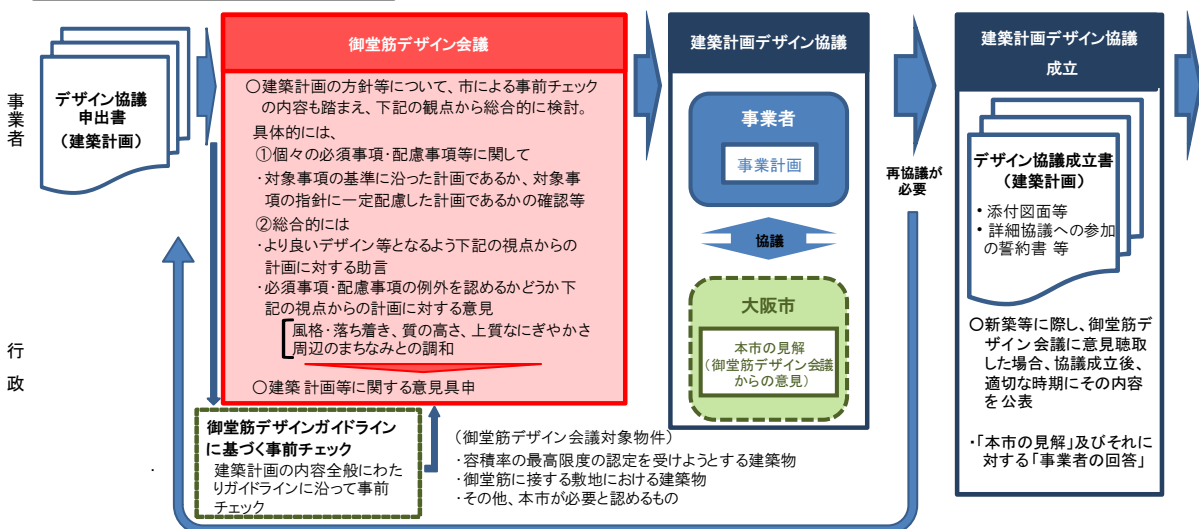 事業者
行政
デザイン協議
申出書
(建築計画)
御堂筋デザイン会議
○建築計画の方針等について、市による事前チェック
の内容も踏まえ、下記の観点から総合的に検討。
具体的には、
①個々の必須事項・配慮事項等に関して
・対象事項の基準に沿った計画であるか、対象事
項の指針に一定配慮した計画であるかの確認等
②総合的には
・より良いデザイン等となるよう下記の視点からの
計画に対する助言
・必須事項・配慮事項の例外を認めるかどうか下
記の視点からの計画に対する意見
風格・落ち着き、質の高さ、上質なにぎやかさ
周辺のまちなみとの調和
○建築計画等に関する意見具申
御堂筋デザインガイドライン
に基づく事前チェック
建築計画の内容全般にわた
りガイドラインに沿って事前
チェック
(御堂筋デザイン会議対象物件)
・容積率の最高限度の認定を受けようとする建築物
・御堂筋に接する敷地における建築物
・その他、本市が必要と認めるもの
建築計画デザイン協議
事業者
事業計画
協議
大阪市
本市の見解
(御堂筋デザイン会議
からの意見)
再協議が
必要
建築計画デザイン協議
成立
デザイン協議成立書
(建築計画)
・添付図面等
・詳細協議への参加
の誓約書 等
○新築等に際し、御堂筋デ
ザイン会議に意見聴取
した場合、協議成立後、
適切な時期にその内容
を公表
・「本市の見解」及びそれに
対する「事業者の回答」